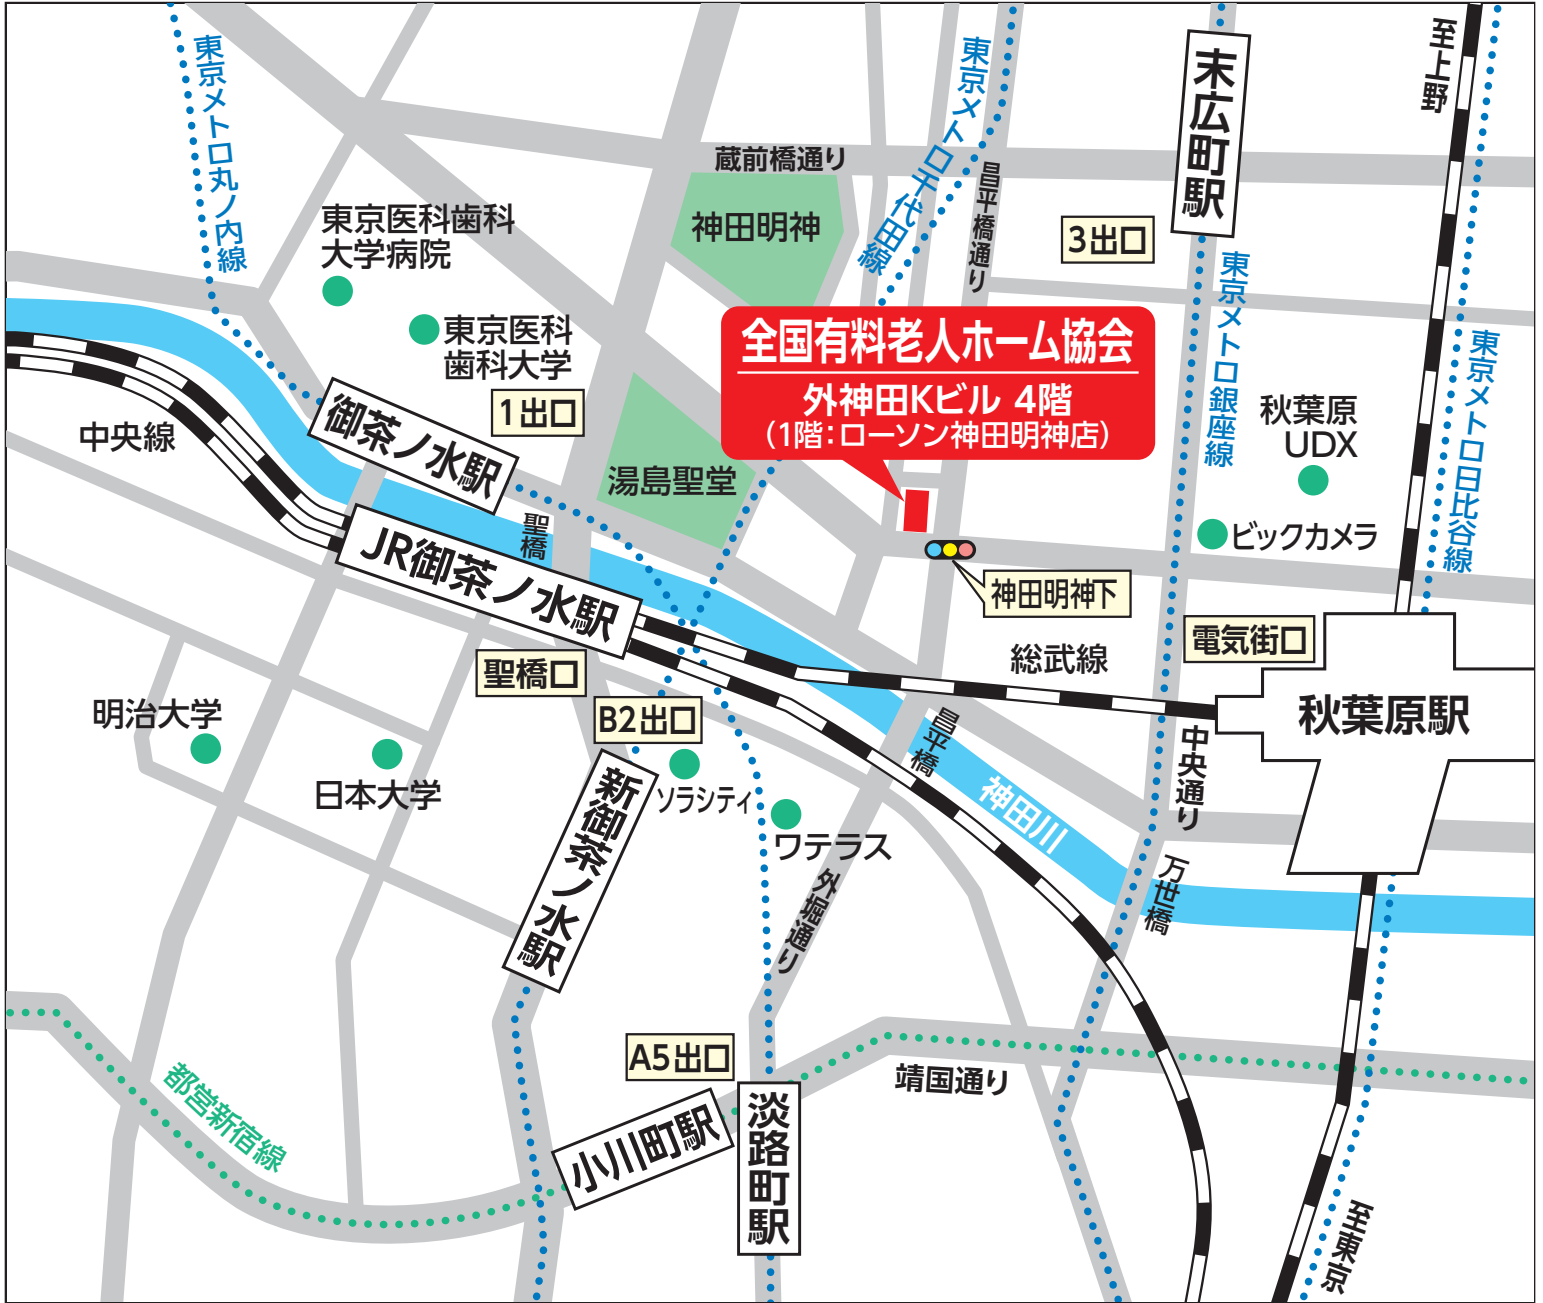 東京メトロ丸ノ内線
東京メトロ千代田線
末広町駅
至上野
蔵前橋通り
昌平橋通り
神田明神
東京医科歯科
大学病院
3出口
東京メトロ銀座線
東京メトロ日比谷線
東京医科
歯科大学
全国有料老人ホーム協会
外神田Kビル 4階
(1階:ローソン神田明神店)
1出口
秋葉原
UDX
中央線
御茶ノ水駅
湯島聖堂
聖橋
JR御茶ノ水駅
ビックカメラ
神田明神下
電気街口
総武線
聖橋口
B2出口
秋葉原駅
明治大学
昌平橋
中央通り
日本大学
新御茶ノ水駅
ソラシティ
ワテラス
神田川
万世橋
外堀通り
A5出口
靖国通り
都営新宿線
小川町駅
淡路町駅
至東京